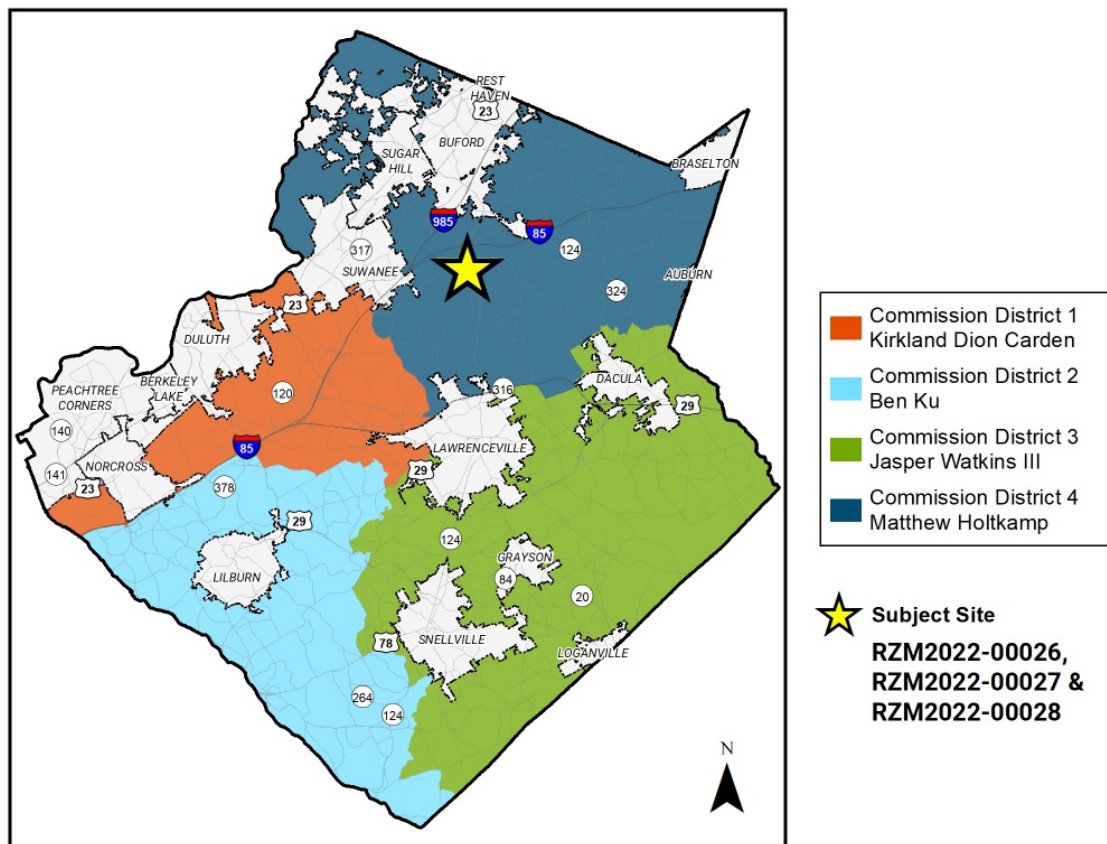 REST
HAVEN
23
BUFORD
SUGAR
HILL
BRASELTON
985
85
317
SUWANEE
124
AUBURN
324
23
DULUTH
BERKELEY
LAKE
PEACHTREE
CORNERS
120
316
DACULA
29
140
141
NORCROSS
23
85
LAWRENCEVILLE
29
378
29
LILBURN
124
GRAYSON
84
20
SNELLVILLE
78
LOGANVILLE
264
124
N
Commission District 1
Kirkland Dion Carden
Commission District 2
Ben Ku
Commission District 3
Jasper Watkins III
Commission District 4
Matthew Holtkamp
Subject Site
RZM2022-00026,
RZM2022-00027 &
RZM2022-00028